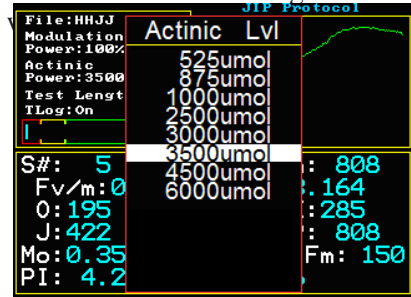 JIP Protocol
File:HHJJ
Modulation
Power:100%
Actinic
Power:3500
Test Lengt
TLog:On
Actinic Lvl
525umol
875umol
1000umol
2500umol
3000umol
3500umol
4500umol
6000umol
S#: 5 : 808
Fv/m:0 .164
O:195 :285
J:422 : 808
Mo:0.35 Fm: 150
PI: 4.2